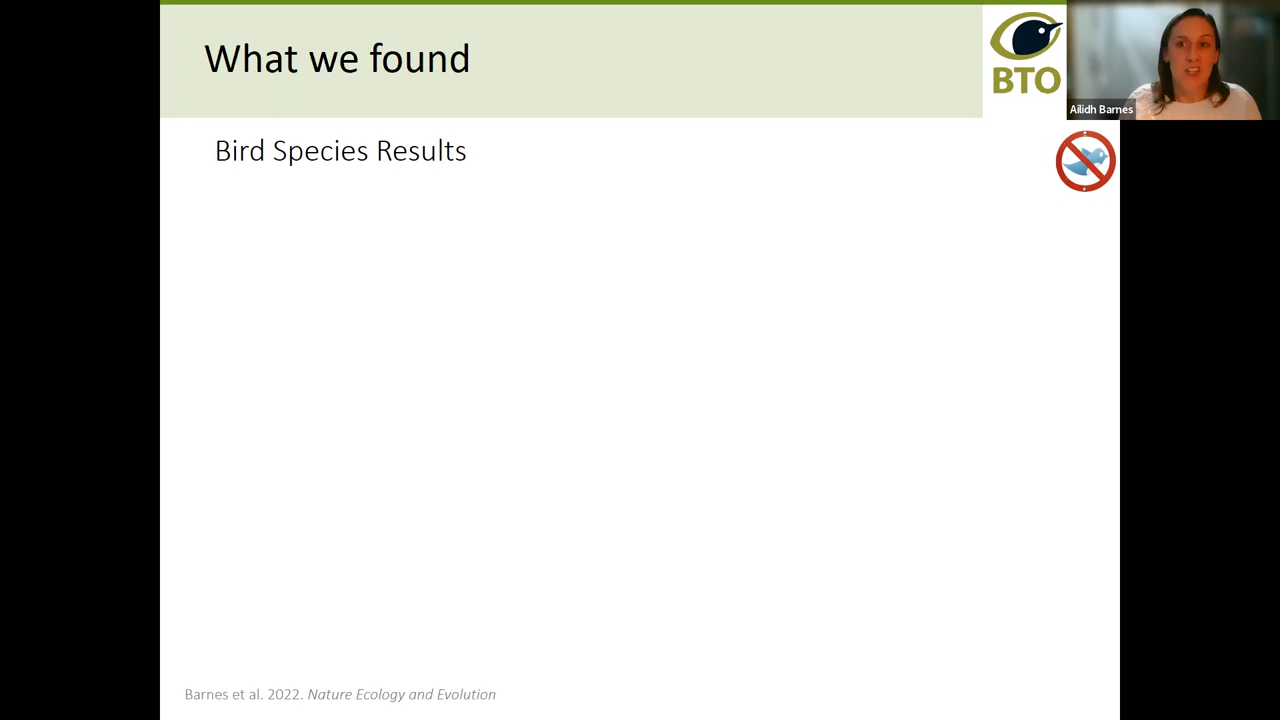 What we found
BTO
Ailidh Barnes
Bird Species Results
Barnes et al. 2022. Nature Ecology and Evolution